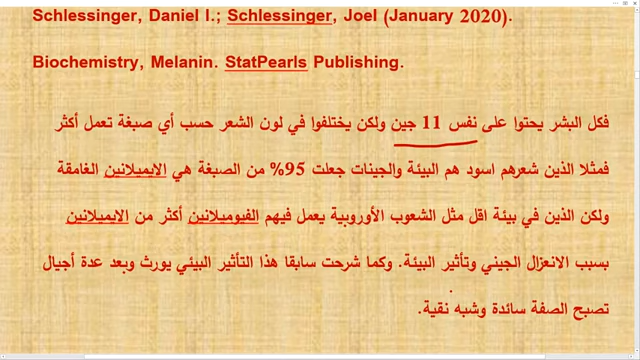 Schlessinger, Daniel I.; Schlessinger, Joel (January 2020).
Biochemistry, Melanin. StatPearls Publishing.
فكل البشر يحتوا على نفس 11 جين ولكن يختلفوا في لون الشعر حسب أي صبغة تعمل أكثر
فمثلا الذين شعرهم اسود هم البيئة والجينات جعلت 95% من الصبغة هي الايميلانين الغامقة
ولكن الذين في بيئة اقل مثل الشعوب الأوروبية يعمل فيهم الفيوميلانين أكثر من الايميلانين
بسبب الانعزال الجيني وتأثير البيئة. وكما شرحت سابقا هذا التأثير البيئي يورث وبعد عدة أجيال
تصبح الصفة سائدة وشبه نقية.